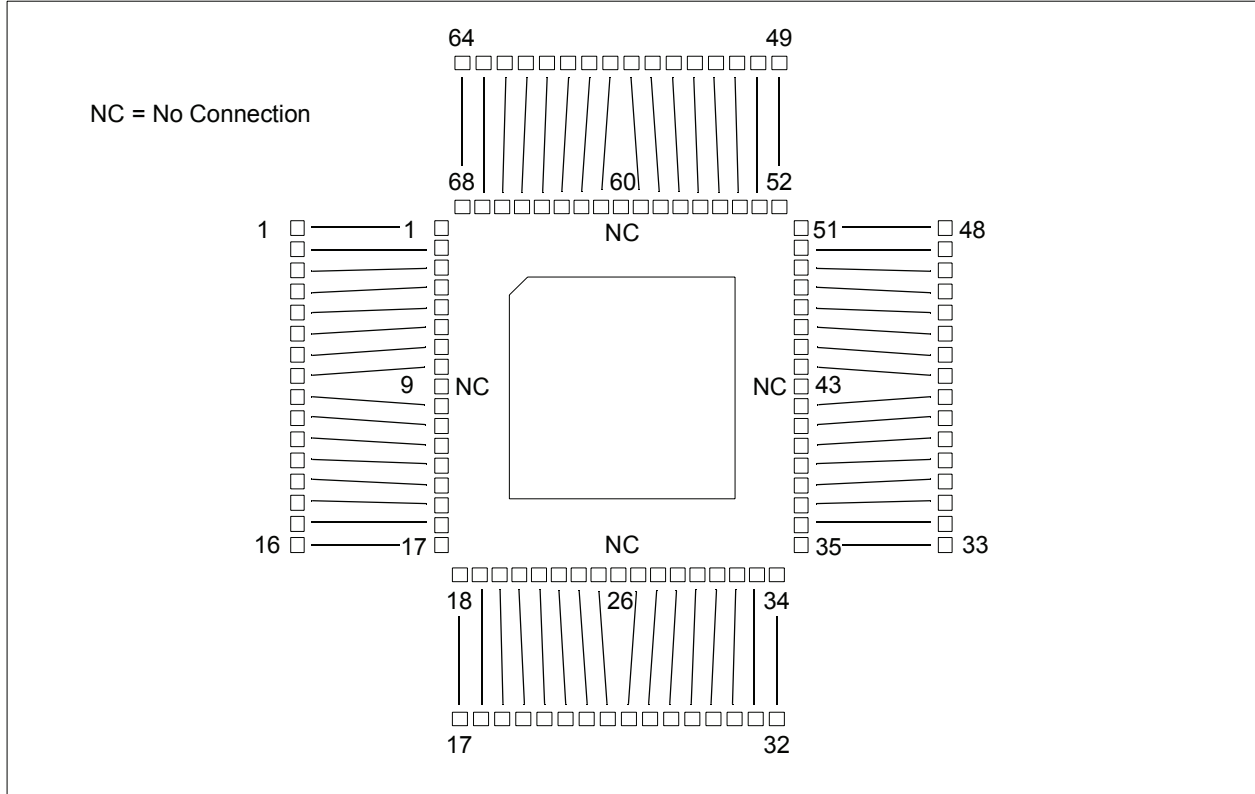 64 49
NC = No Connection
68 60 52
1 1 NC 51 48
9 NC NC 43
16 17 NC 35 33
18 26 34
17 32